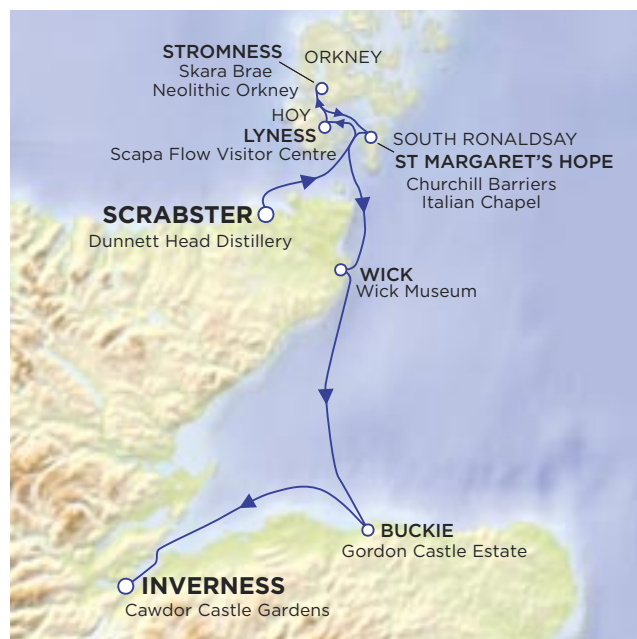 STROMNESS
Skara Brae
Neolithic Orkney
ORKNEY
HOY
LYNESS
Scapa Flow Visitor Centre
SOUTH RONALDSAY
ST MARGARET'S HOPE
Churchill Barriers
Italian Chapel
SCRABSTER
Dunnett Head Distillery
WICK
Wick Museum
BUCKIE
Gordon Castle Estate
INVERNESS
Cawdor Castle Gardens